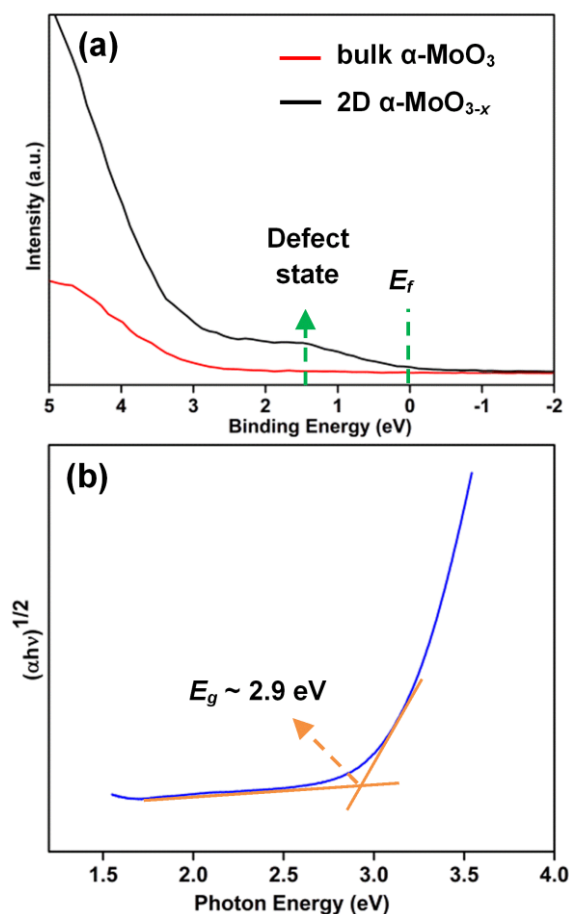 (a)
bulk α-MoO₃
2D α-MoO₃₋ₓ
Defect
state
E_f
Intensity (a.u.)
5 4 3 2 1 0 -1 -2
Binding Energy (eV)
(b)
E_g ~ 2.9 eV
(αhν)^1/2
1.5 2.0 2.5 3.0 3.5 4.0
Photon Energy (eV)